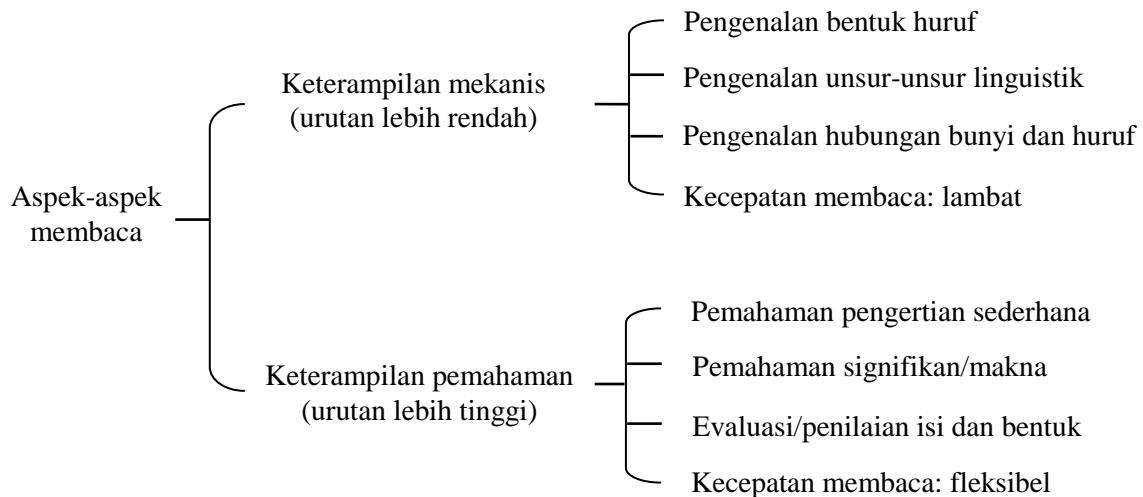 Aspek-aspek
membaca
Keterampilan mekanis
(urutan lebih rendah)
Pengenalan bentuk huruf
Pengenalan unsur-unsur linguistik
Pengenalan hubungan bunyi dan huruf
Kecepatan membaca: lambat
Keterampilan pemahaman
(urutan lebih tinggi)
Pemahaman pengertian sederhana
Pemahaman signifikan/makna
Evaluasi/penilaian isi dan bentuk
Kecepatan membaca: fleksibel